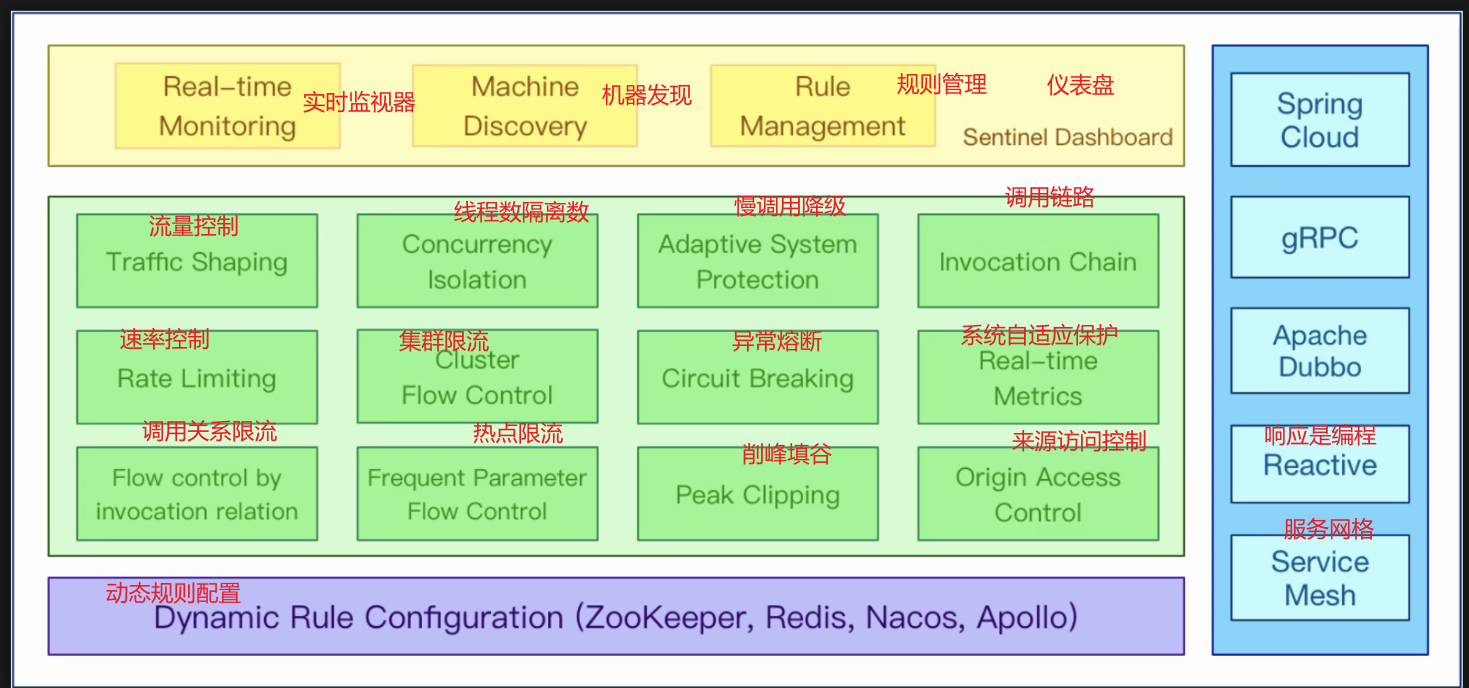 Real-time
Monitoring
实时监视器
Machine
Discovery
机器发现
Rule
Management
规则管理
仪表盘
Sentinel Dashboard
流量控制
Traffic Shaping
线程数隔离数
Concurrency
Isolation
慢调用降级
Adaptive System
Protection
调用链路
Invocation Chain
速率控制
Rate Limiting
集群限流
Cluster
Flow Control
异常熔断
Circuit Breaking
系统自适应保护
Real-time
Metrics
调用关系限流
Flow control by
invocation relation
热点限流
Frequent Parameter
Flow Control
削峰填谷
Peak Clipping
来源访问控制
Origin Access
Control
动态规则配置
Dynamic Rule Configuration (ZooKeeper, Redis, Nacos, Apollo)
Spring
Cloud
gRPC
Apache
Dubbo
响应是编程
Reactive
服务网格
Service
Mesh